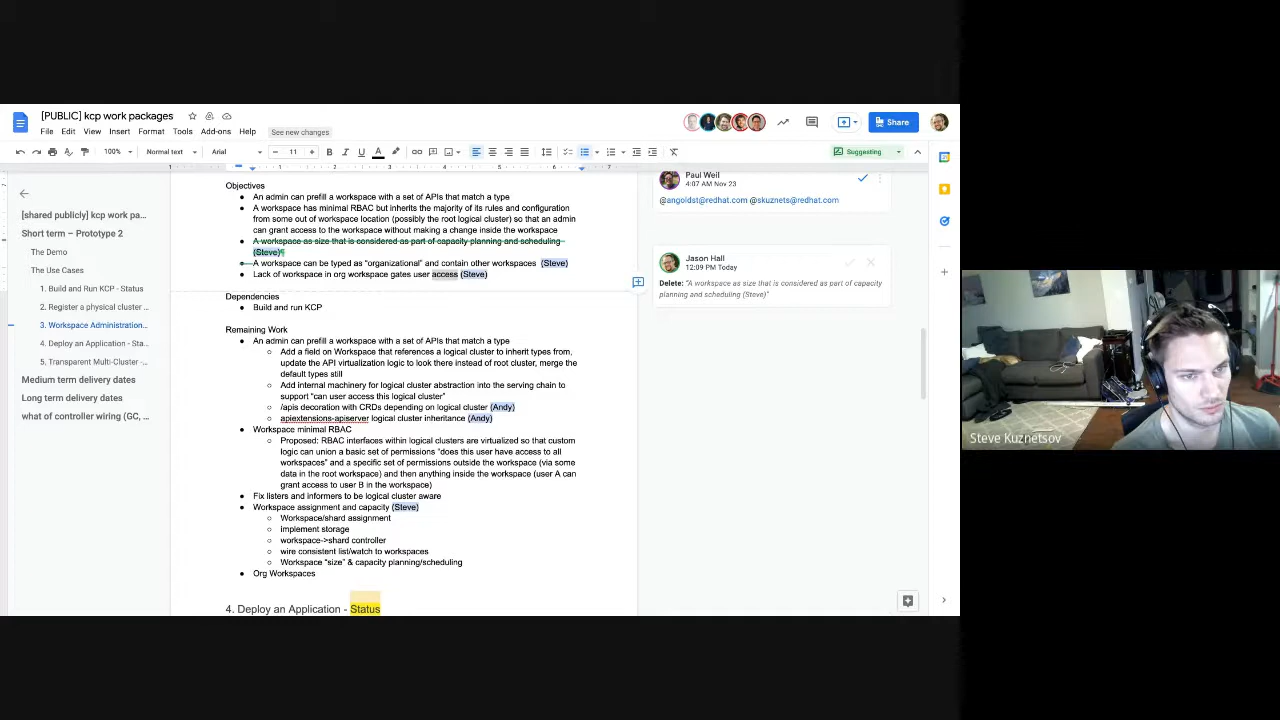 [PUBLIC] kcp work packages
File Edit View Insert Format Tools Add-ons Help See new changes
Share
100% Normal text Arial 11 Suggesting
1 1 2 3 4 5 6 7
[shared publicly] kcp work pa...
Short term – Prototype 2
The Demo
The Use Cases
1. Build and Run KCP - Status
2. Register a physical cluster ...
3. Workspace Administration...
4. Deploy an Application - Sta...
5, Transparent Multi-Cluster -...
Medium term delivery dates
Long term delivery dates
what of controller wiring (GC, ...
Objectives
● An admin can prefill a workspace with a set of APIs that match a type
● A workspace has minimal RBAC but inherits the majority of its rules and configuration
from some out of workspace location (possibly the root logical cluster) so that an admin
can grant access to the workspace without making a change inside the workspace
● A workspace as size that is considered as part of capacity planning and scheduling
(Steve)¶
● A workspace can be typed as “organizational” and contain other workspaces (Steve)
● Lack of workspace in org workspace gates user access (Steve)
Dependencies
● Build and run KCP
Remaining Work
● An admin can prefill a workspace with a set of APIs that match a type
○ Add a field on Workspace that references a logical cluster to inherit types from,
update the API virtualization logic to look there instead of root cluster, merge the
default types still
○ Add internal machinery for logical cluster abstraction into the serving chain to
support “can user access this logical cluster”
○ /apis decoration with CRDs depending on logical cluster (Andy)
○ apiextensions-apiserver logical cluster inheritance (Andy)
● Workspace minimal RBAC
○ Proposed: RBAC interfaces within logical clusters are virtualized so that custom
logic can union a basic set of permissions “does this user have access to all
workspaces” and a specific set of permissions outside the workspace (via some
data in the root workspace) and then anything inside the workspace (user A can
grant access to user B in the workspace)
● Fix listers and informers to be logical cluster aware
● Workspace assignment and capacity (Steve)
○ Workspace/shard assignment
○ implement storage
○ workspace->shard controller
○ wire consistent list/watch to workspaces
○ Workspace “size” & capacity planning/scheduling
● Org Workspaces
4. Deploy an Application - Status
Paul Weil
4:07 AM Nov 23
@angoldst@redhat.com @skuznets@redhat.com
Jason Hall
12:09 PM Today
Delete: “A workspace as size that is considered as part of capacity
planning and scheduling (Steve)”
Steve Kuznetsov